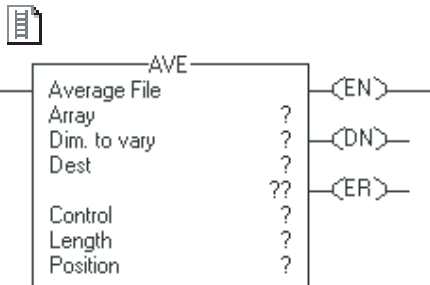 AVE
Average File
EN
Array ?
Dim. to vary ?
DN
Dest ?
??
ER
Control ?
Length ?
Position ?